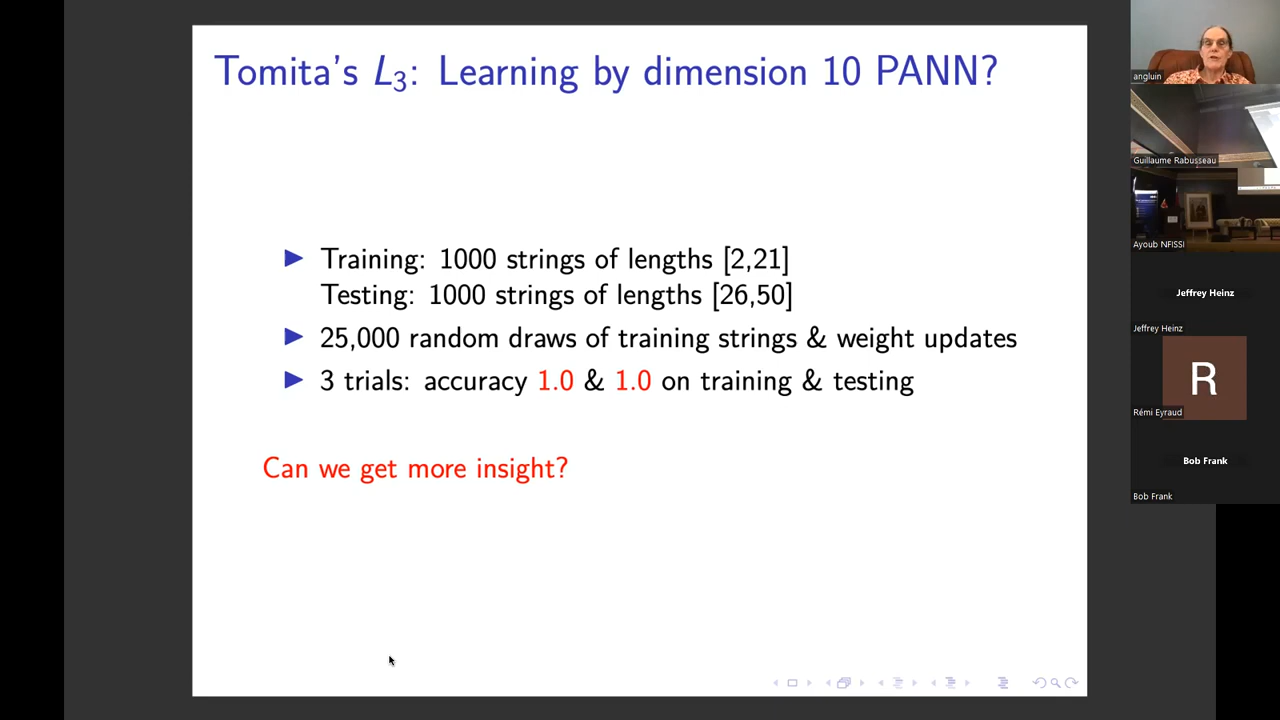 Tomita's L3: Learning by dimension 10 PANN?
▶ Training: 1000 strings of lengths [2,21]
Testing: 1000 strings of lengths [26,50]
▶ 25,000 random draws of training strings & weight updates
▶ 3 trials: accuracy 1.0 & 1.0 on training & testing
Can we get more insight?
angluin
Guillaume Rabusseau
Ayoub NFISSI
Jeffrey Heinz
Jeffrey Heinz
R
Rémi Eyraud
Bob Frank
Bob Frank